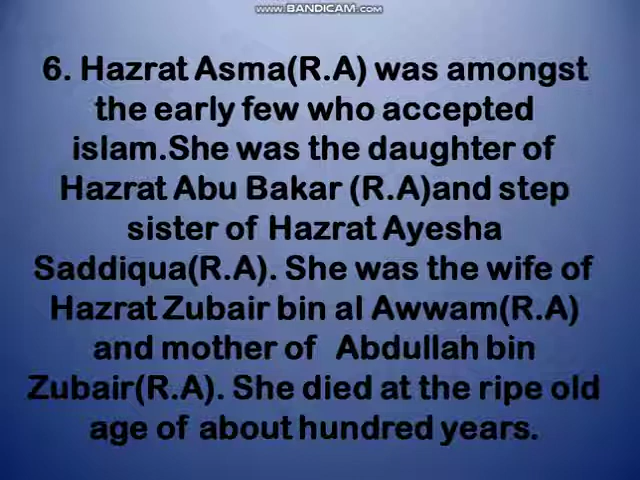 www.BANDICAM.com
6. Hazrat Asma(R.A) was amongst
the early few who accepted
islam.She was the daughter of
Hazrat Abu Bakar (R.A)and step
sister of Hazrat Ayesha
Saddiqua(R.A). She was the wife of
Hazrat Zubair bin al Awwam(R.A)
and mother of Abdullah bin
Zubair(R.A). She died at the ripe old
age of about hundred years.